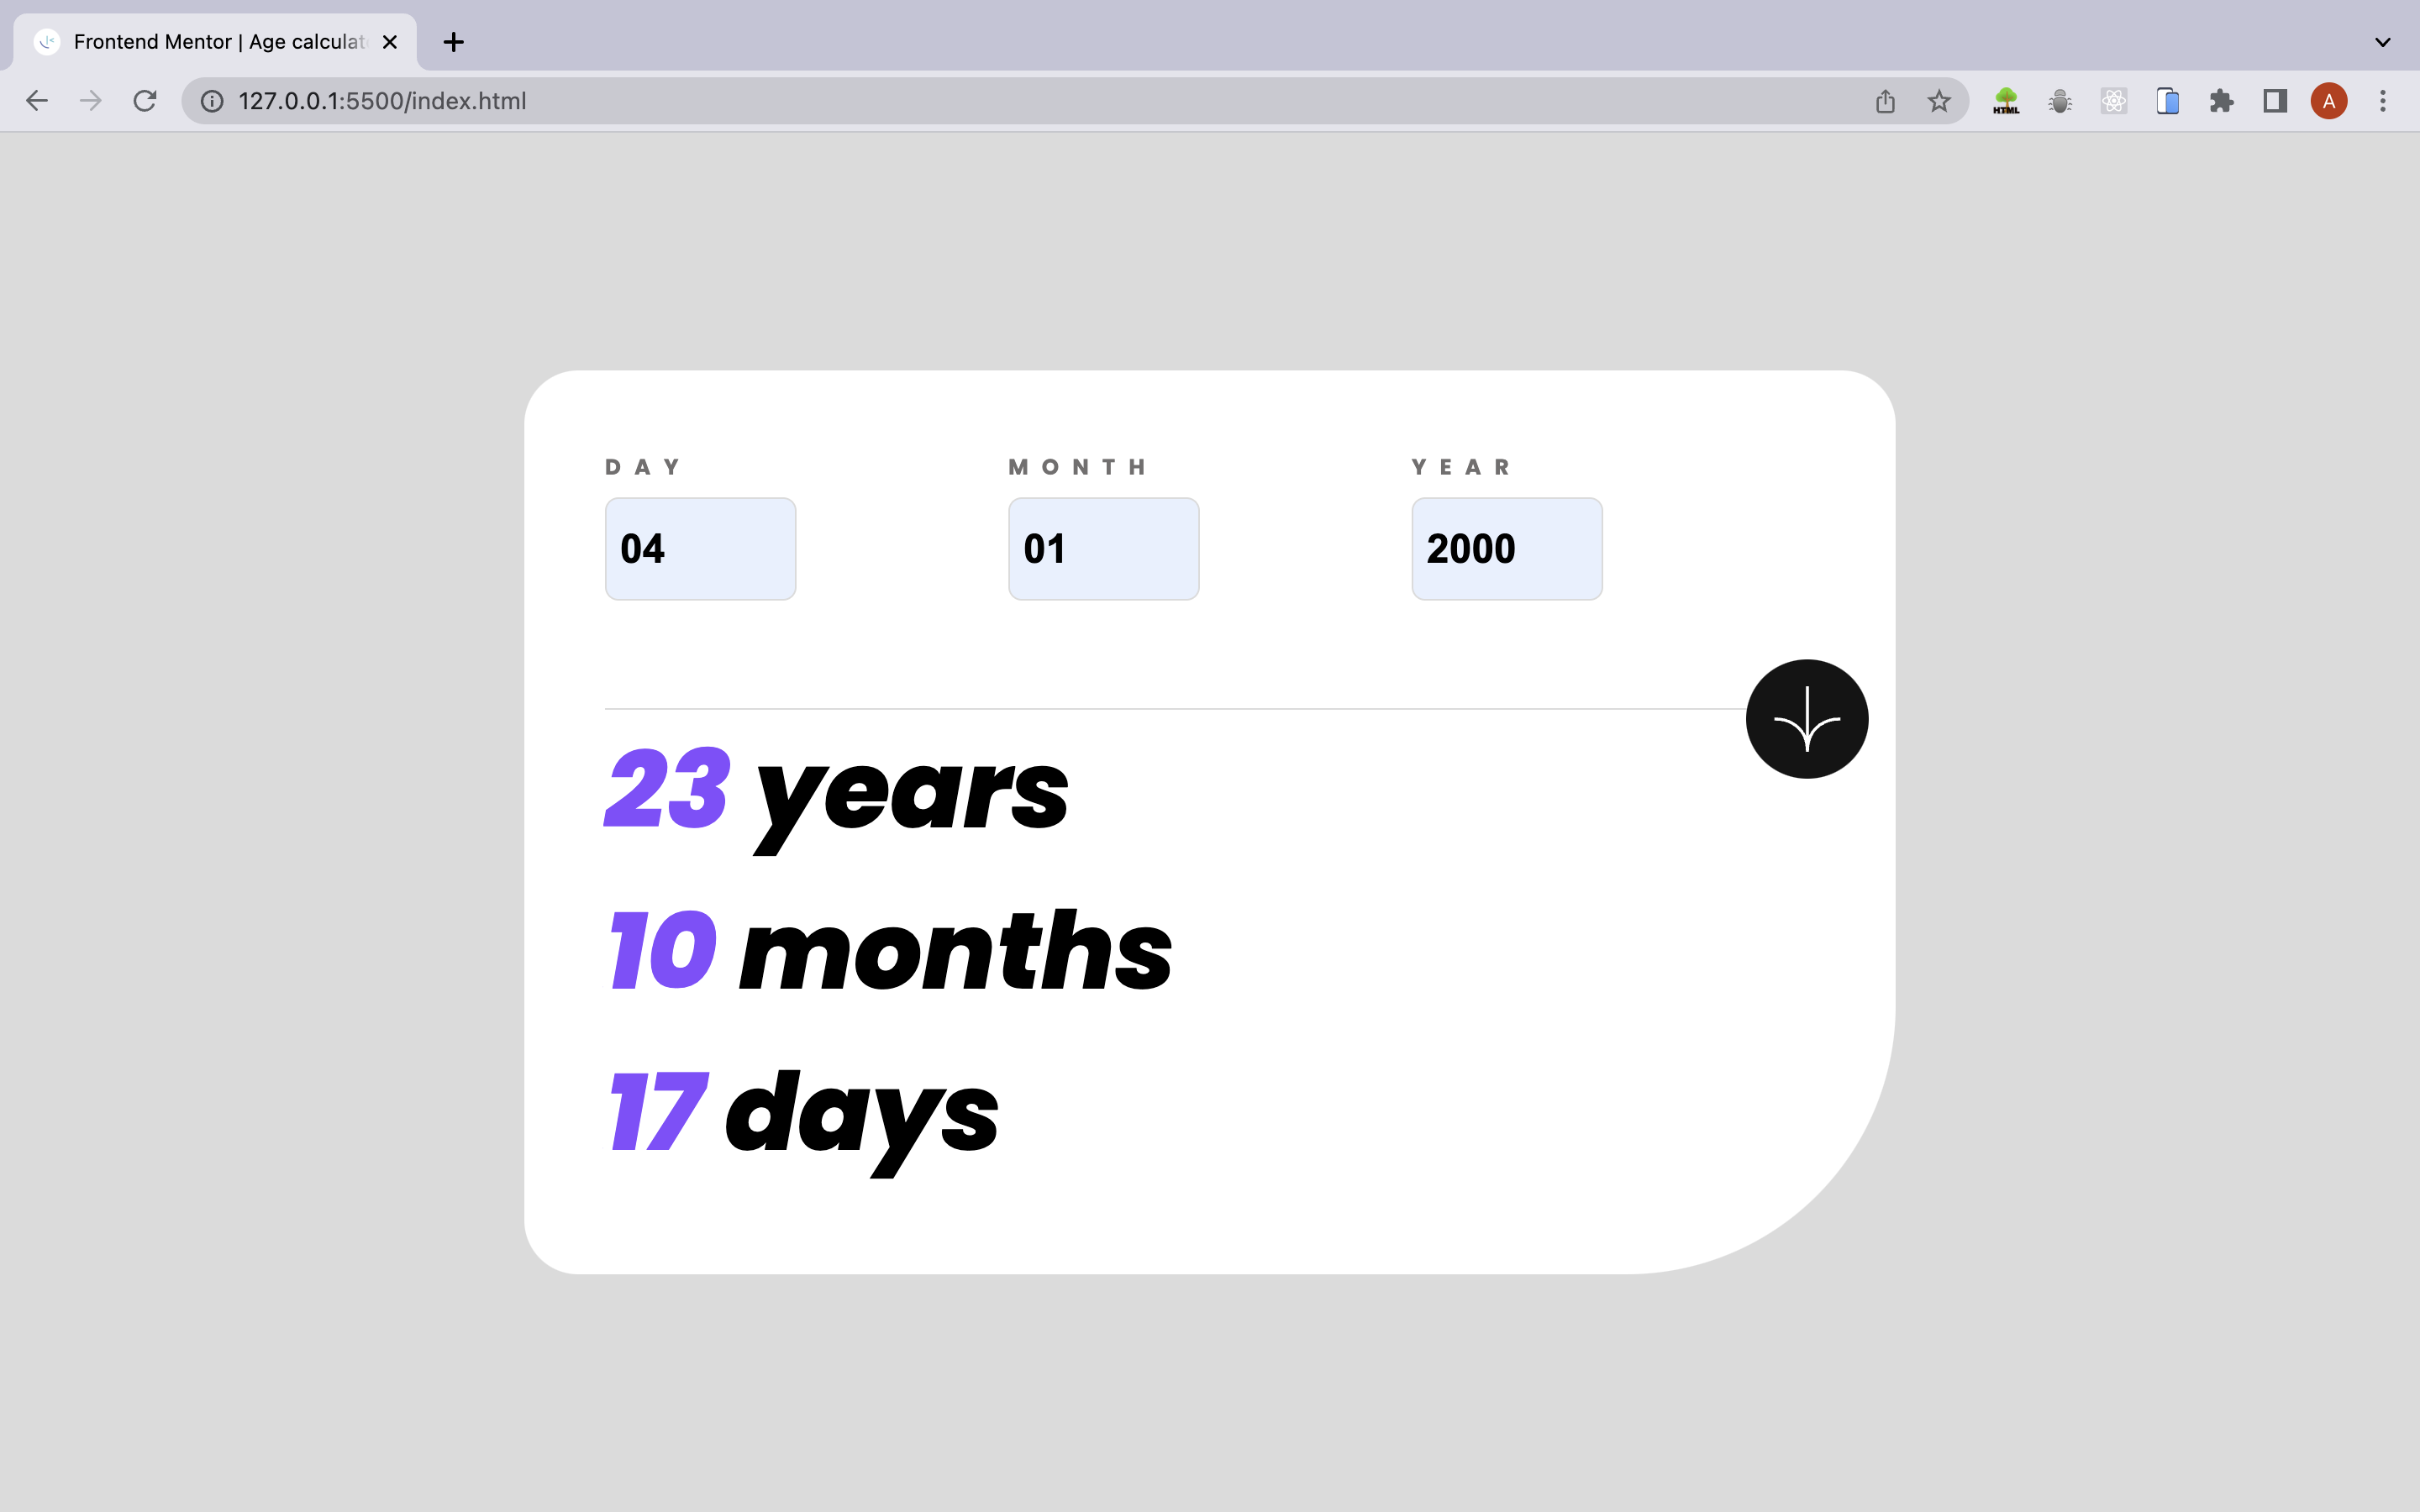 Frontend Mentor | Age calculat
127.0.0.1:5500/index.html
HTML
A
DAY MONTH YEAR
04 01 2000
23 years
10 months
17 days